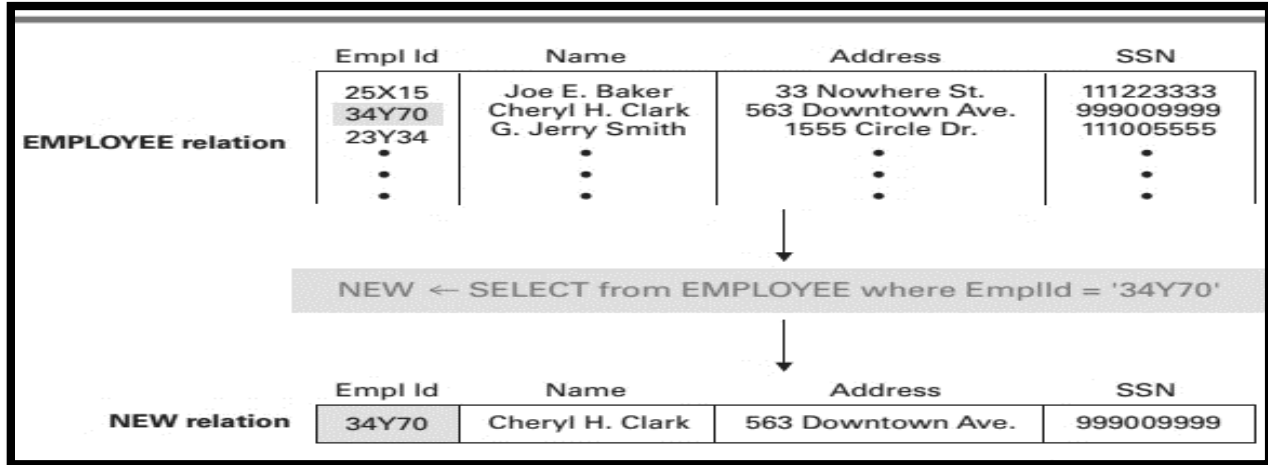 Empl Id Name Address SSN
25X15 Joe E. Baker 33 Nowhere St. 111223333
34Y70 Cheryl H. Clark 563 Downtown Ave. 999009999
23Y34 G. Jerry Smith 1555 Circle Dr. 111005555
EMPLOYEE relation
NEW ← SELECT from EMPLOYEE where EmplId = '34Y70'
Empl Id Name Address SSN
NEW relation 34Y70 Cheryl H. Clark 563 Downtown Ave. 999009999